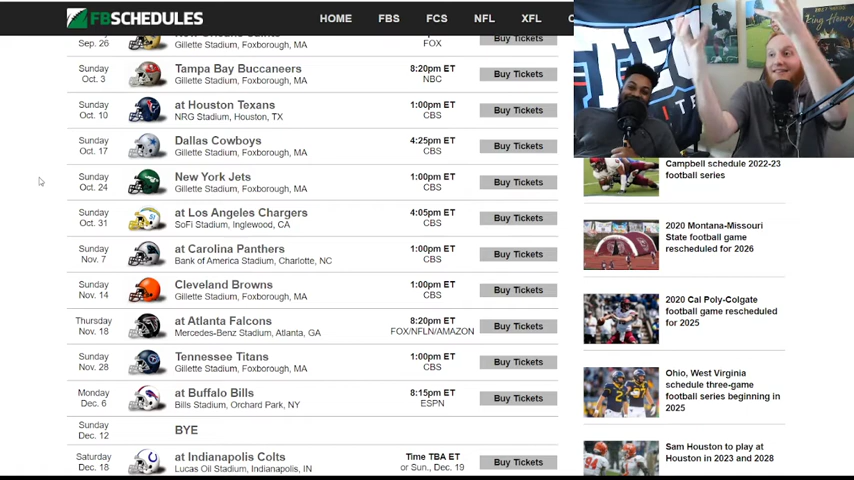 FBSCHEDULES
HOME FBS FCS NFL XFL
Sep. 26 Gillette Stadium, Foxborough, MA FOX Buy Tickets
Sunday Tampa Bay Buccaneers 8:20pm ET
Oct. 3 Gillette Stadium, Foxborough, MA NBC Buy Tickets
Sunday at Houston Texans 1:00pm ET
Oct. 10 NRG Stadium, Houston, TX CBS Buy Tickets
Sunday Dallas Cowboys 4:25pm ET
Oct. 17 Gillette Stadium, Foxborough, MA CBS Buy Tickets
Sunday New York Jets 1:00pm ET
Oct. 24 Gillette Stadium, Foxborough, MA CBS Buy Tickets
Sunday at Los Angeles Chargers 4:05pm ET
Oct. 31 SoFi Stadium, Inglewood, CA CBS Buy Tickets
Sunday at Carolina Panthers 1:00pm ET
Nov. 7 Bank of America Stadium, Charlotte, NC CBS Buy Tickets
Sunday Cleveland Browns 1:00pm ET
Nov. 14 Gillette Stadium, Foxborough, MA CBS Buy Tickets
Thursday at Atlanta Falcons 8:20pm ET
Nov. 18 Mercedes-Benz Stadium, Atlanta, GA FOX/NFLN/AMAZON Buy Tickets
Sunday Tennessee Titans 1:00pm ET
Nov. 28 Gillette Stadium, Foxborough, MA CBS Buy Tickets
Monday at Buffalo Bills 8:15pm ET
Dec. 6 Bills Stadium, Orchard Park, NY ESPN Buy Tickets
Sunday
Dec. 12 BYE
Saturday at Indianapolis Colts Time TBA ET
Dec. 18 Lucas Oil Stadium, Indianapolis, IN or Sun., Dec. 19 Buy Tickets
King Henry
Campbell schedule 2022-23
football series
2020 Montana-Missouri
State football game
rescheduled for 2026
2020 Cal Poly-Colgate
football game
rescheduled for 2025
Ohio, West Virginia
schedule three-game
football series beginning in
2025
Sam Houston to play at
Houston in 2023 and 2028